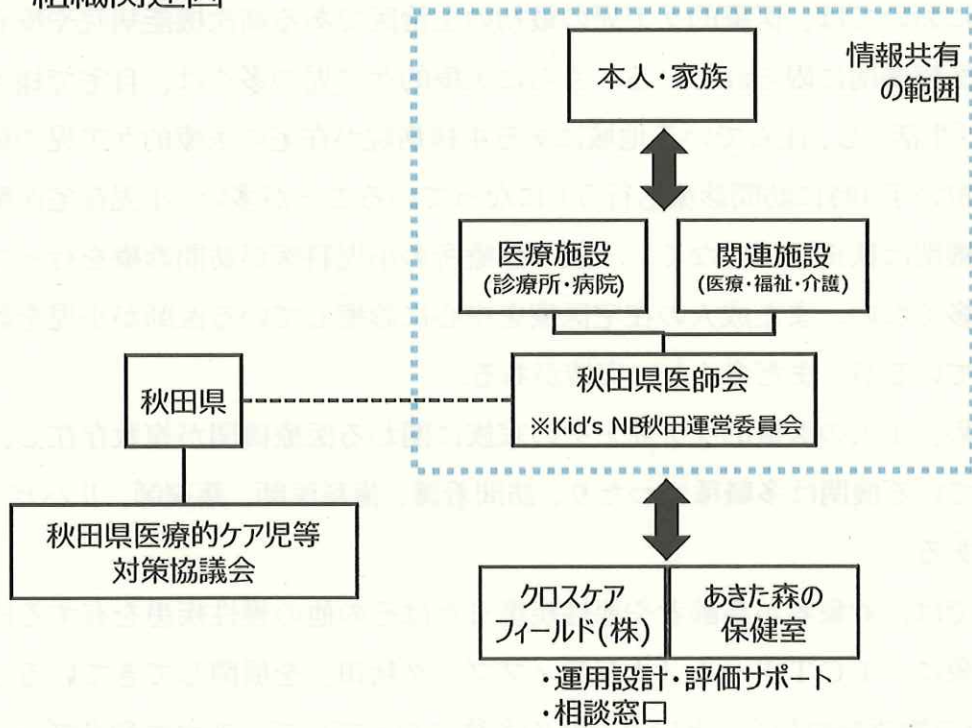 組織関連図
情報共有
の範囲
本人・家族
医療施設
(診療所・病院)
関連施設
(医療・福祉・介護)
秋田県
秋田県医師会
※Kid's NB秋田運営委員会
秋田県医療的ケア児等
対策協議会
クロスケア
フィールド(株)
あきた森の
保健室
・運用設計・評価サポート
・相談窓口